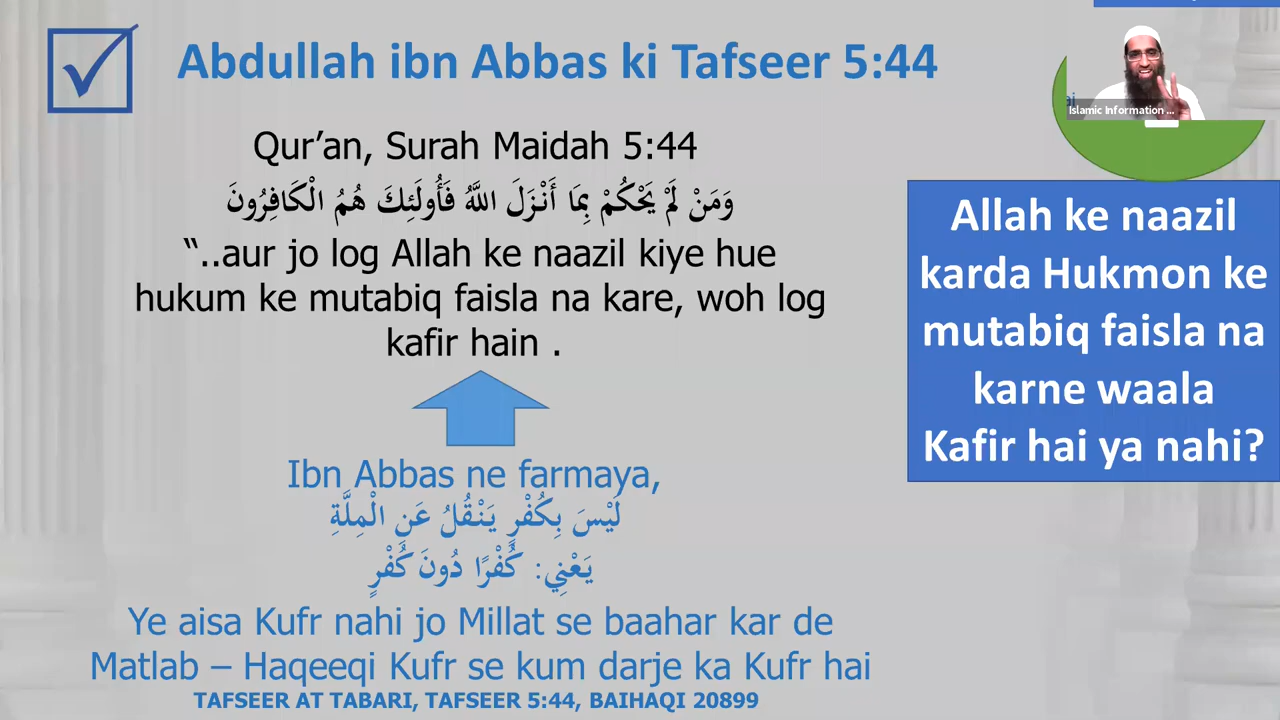 Abdullah ibn Abbas ki Tafseer 5:44
Qur’an, Surah Maidah 5:44
وَمَنْ لَمْ يَحْكُمْ بِمَا أَنْزَلَ اللَّهُ فَأُولَئِكَ هُمُ الْكَافِرُونَ
“..aur jo log Allah ke naazil kiye hue
hukum ke mutabiq faisla na kare, woh log
kafir hain .
Ibn Abbas ne farmaya,
لَيْسَ بِكُفْرٍ يَنْقُلُ عَنِ الْمِلَّةِ
يَعْنِي: كُفْرًا دُونَ كُفْرٍ
Ye aisa Kufr nahi jo Millat se baahar kar de
Matlab – Haqeeqi Kufr se kum darje ka Kufr hai
TAFSEER AT TABARI, TAFSEER 5:44, BAIHAQI 20899
Islamic Information ...
Allah ke naazil
karda Hukmon ke
mutabiq faisla na
karne waala
Kafir hai ya nahi?